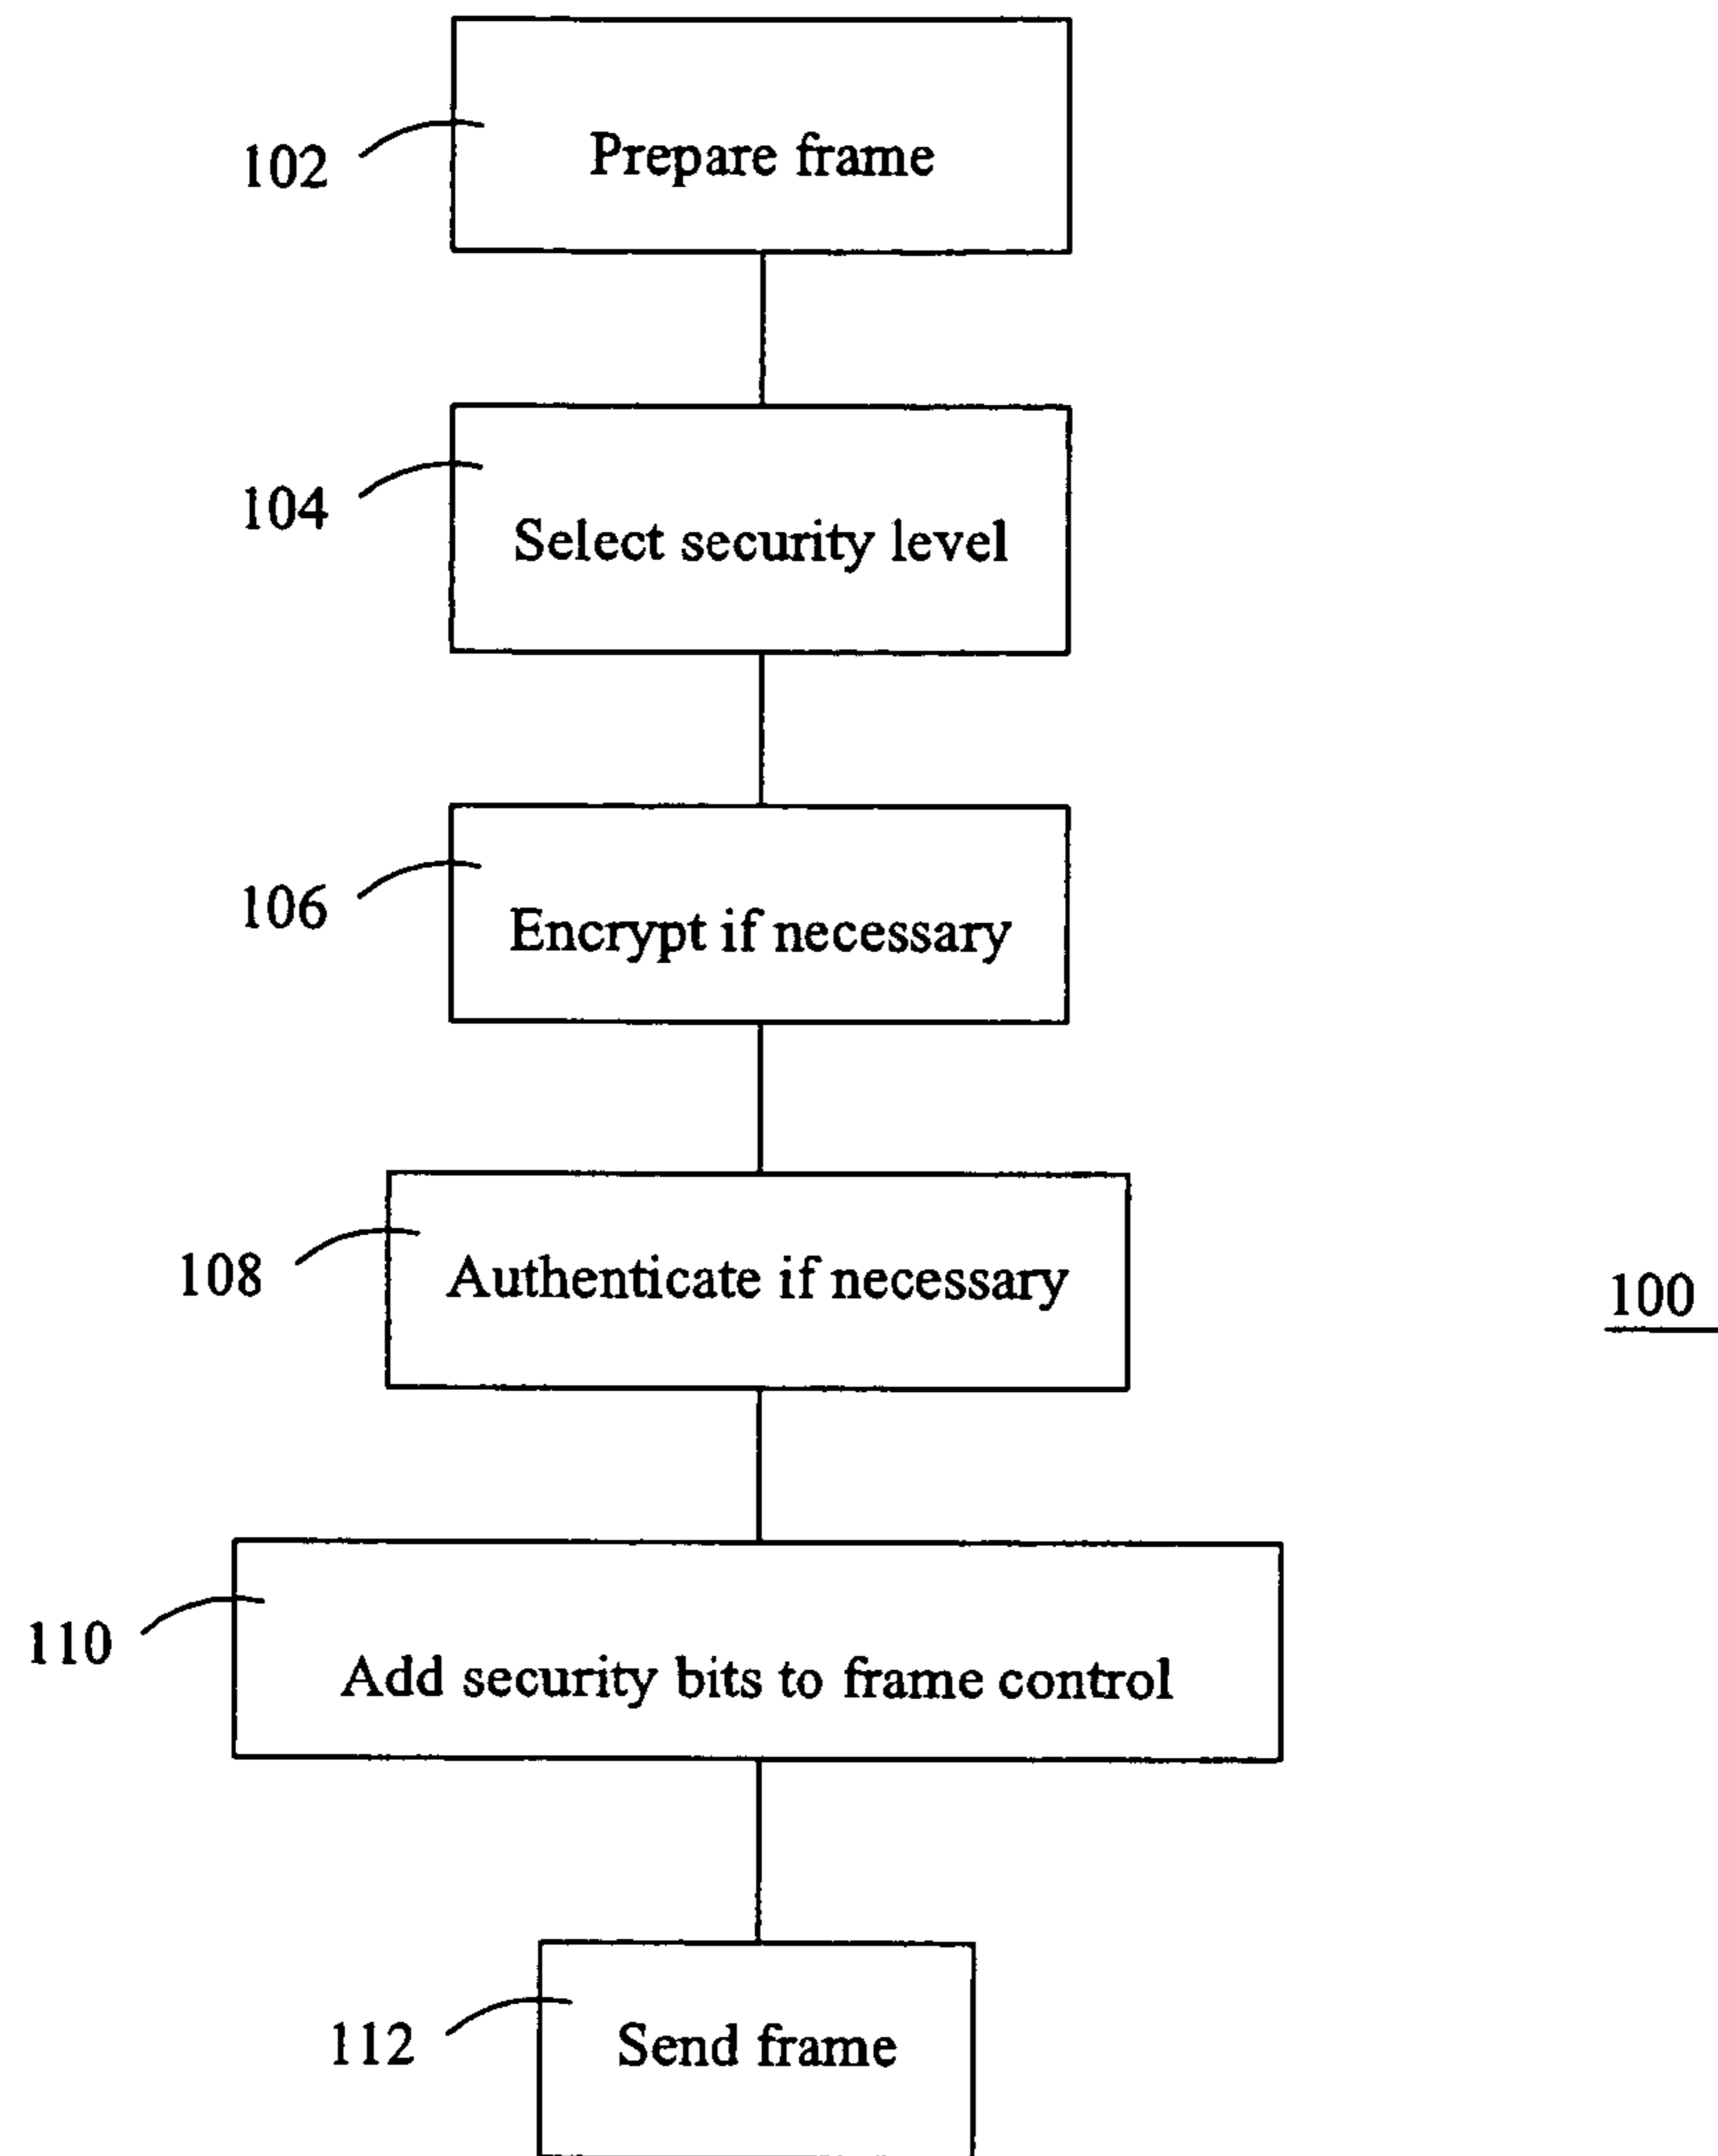 102
Prepare frame
104
Select security level
106
Encrypt if necessary
108
Authenticate if necessary
100
110
Add security bits to frame control
112
Send frame